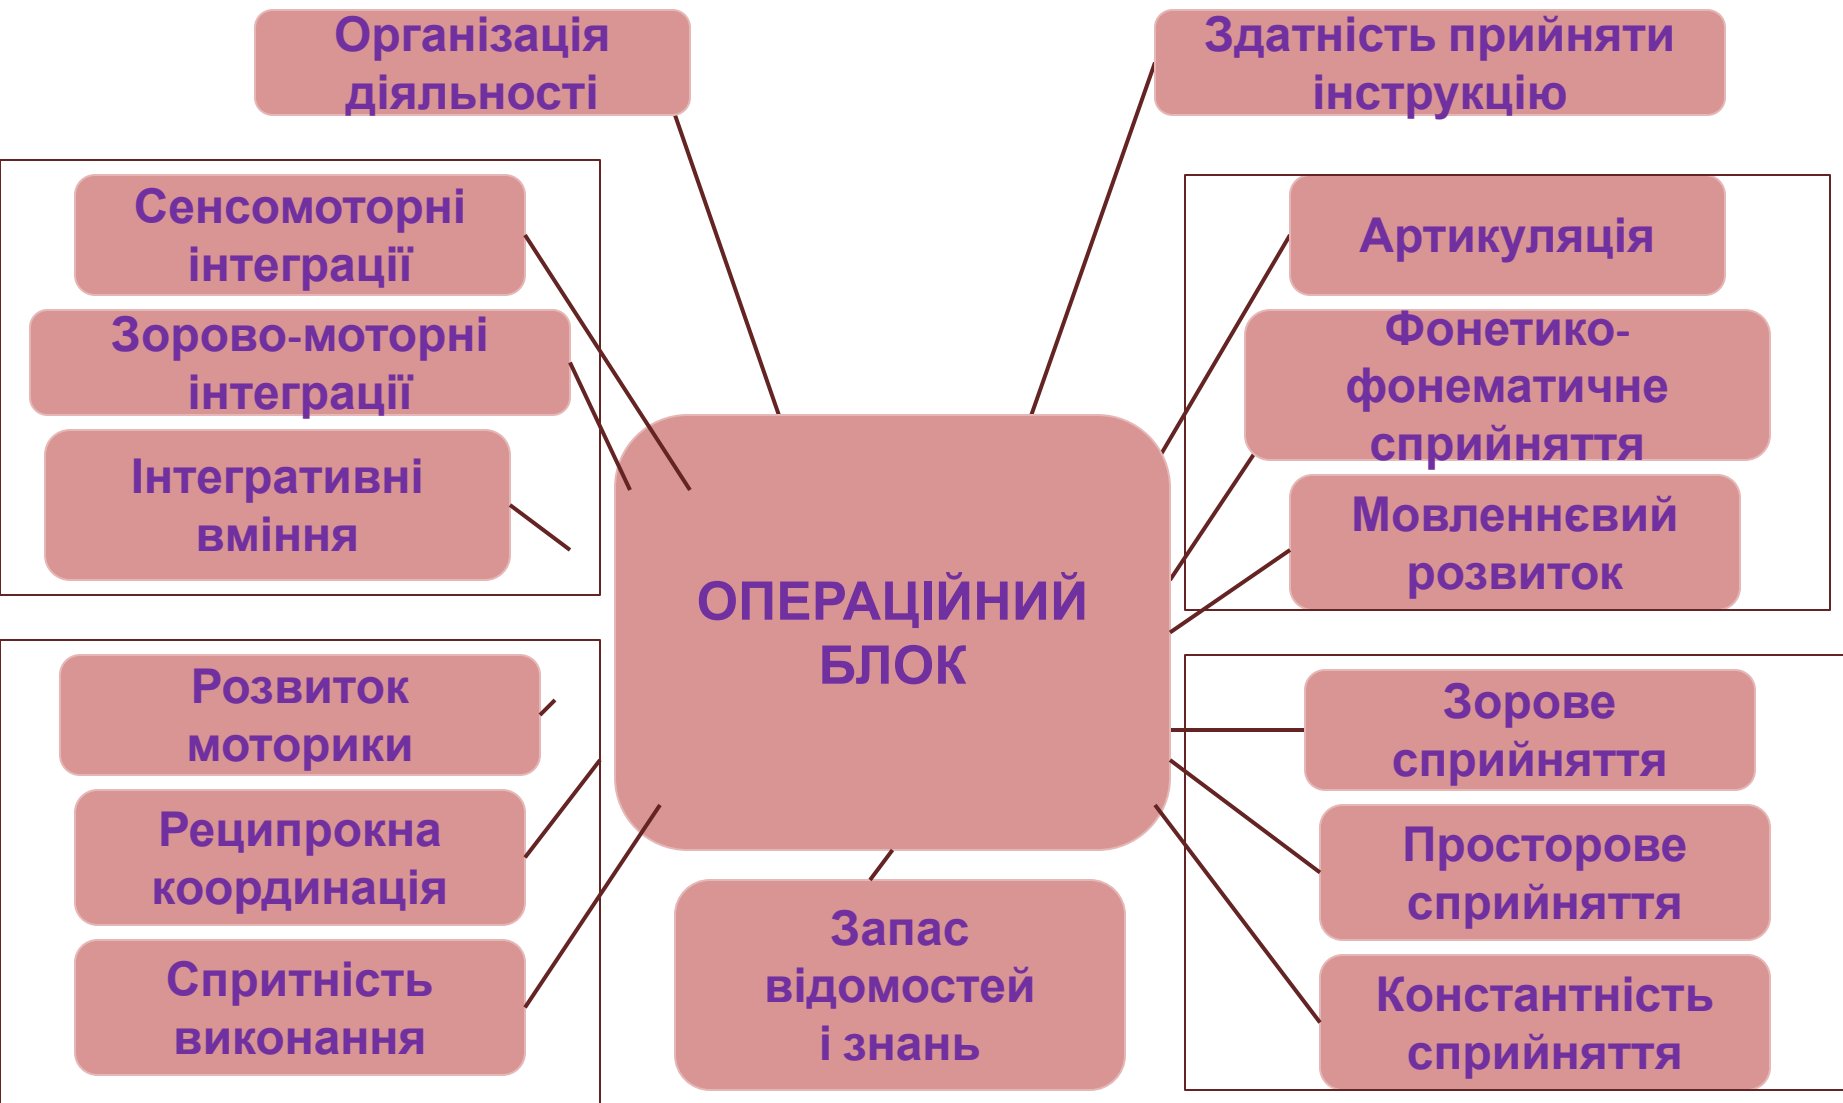 Організація
діяльності
Здатність прийняти
інструкцію
Сенсомоторні
інтеграції
Зорово-моторні
інтеграції
Інтегративні
вміння
Артикуляція
Фонетико-
фонематичне
сприйняття
Мовленнєвий
розвиток
ОПЕРАЦІЙНИЙ
БЛОК
Розвиток
моторики
Реципрокна
координація
Спритність
виконання
Запас
відомостей
і знань
Зорове
сприйняття
Просторове
сприйняття
Константність
сприйняття